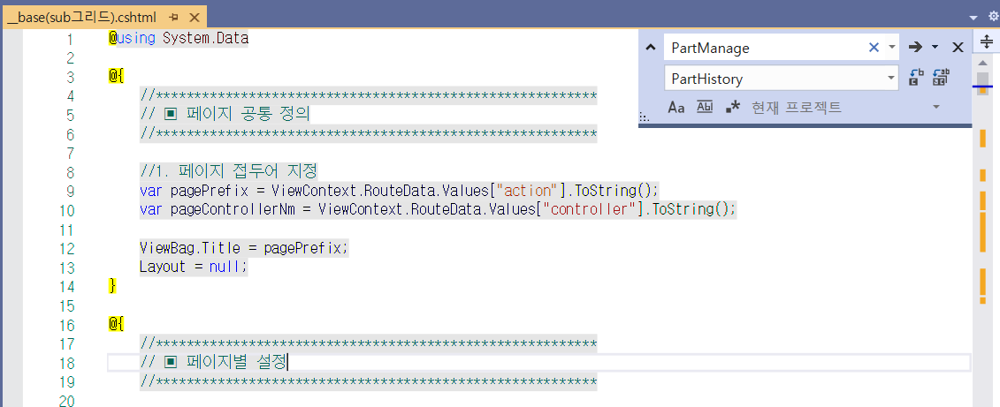 __base(sub그리드).cshtml
PartManage
PartHistory
Aa Abl .* 현재 프로젝트
1 @using System.Data
2
3 @{
4 //*********************************************************
5 // ▣ 페이지 공통 정의
6 //*********************************************************
7
8 //1. 페이지 접두어 지정
9 var pagePrefix = ViewContext.RouteData.Values["action"].ToString();
10 var pageControllerNm = ViewContext.RouteData.Values["controller"].ToString();
11
12 ViewBag.Title = pagePrefix;
13 Layout = null;
14 }
15
16 @{
17 //*********************************************************
18 // ▣ 페이지별 설정
19 //*********************************************************
20